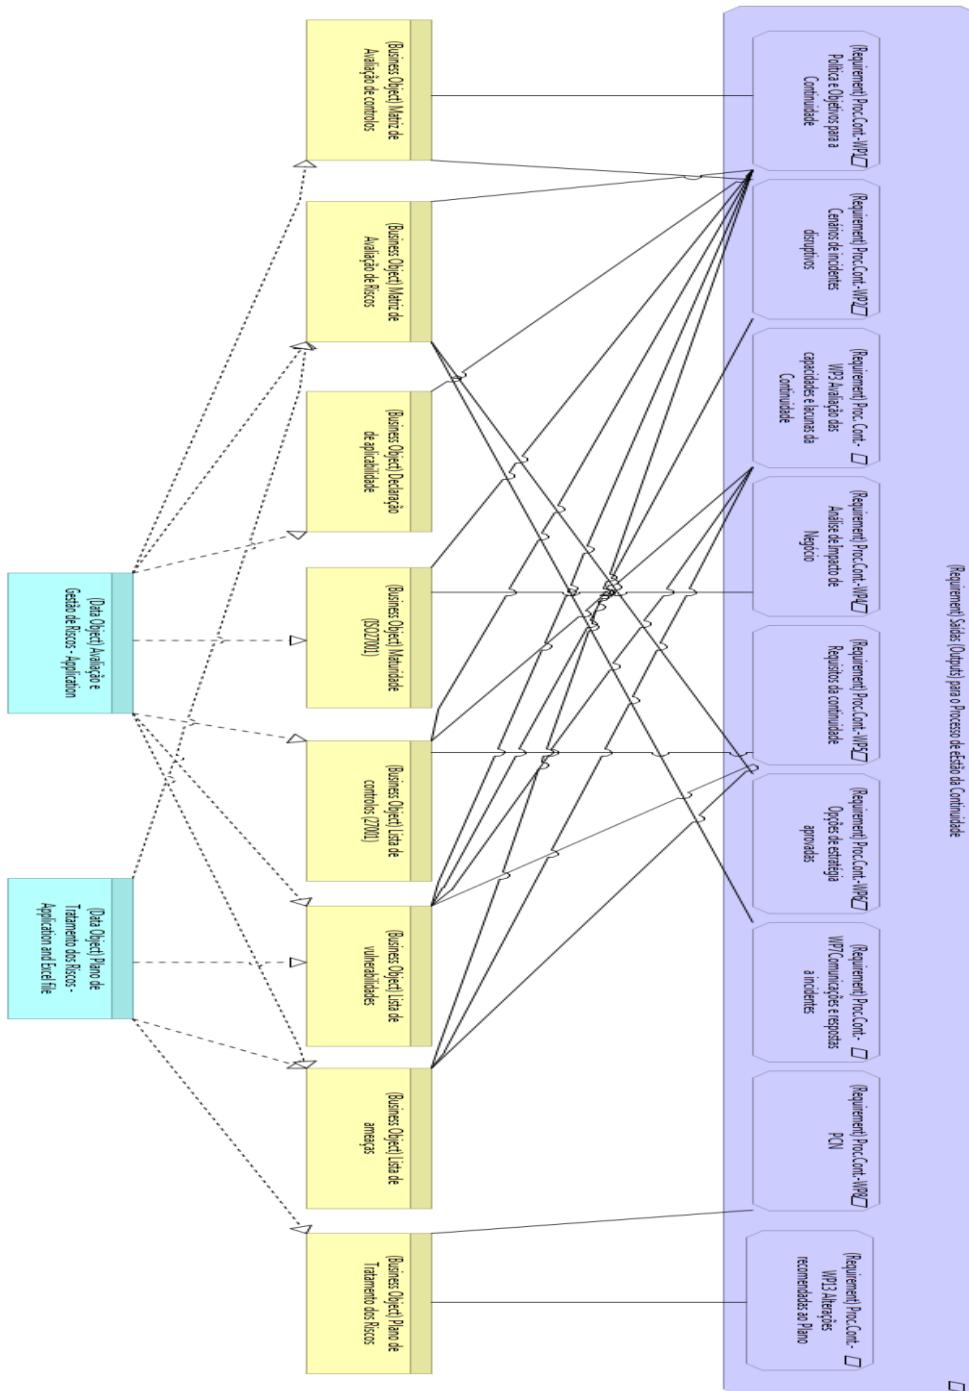 (Requirement) Saídas (Outputs) para o Processo de eEstão da Continuidade
(Requirement) Proc.Cont.-WP1
Política e Objetivos para a
Continuidade
(Requirement) Proc.Cont.-WP2
Cenários de incidentes
disruptivos
(Requirement) Proc. Cont.-
WP3 Avaliação das
capacidades e lacunas da
Continuidade
(Requirement) Proc.Cont.-WP4
Análise de Impacto de
Negócio
(Requirement) Proc.Cont.-WP5
Requisitos da continuidade
(Requirement) Proc.Cont.-WP6
Opções de estratégia
aprovadas
(Requirement) Proc.Cont.-
WP7Comunicações e respostas
a incidentes
(Requirement) Proc.Cont.-WP8
PCN
(Requirement) Proc.Cont.-
WP13 Alterações
recomendadas ao Plano
(Business Object) Matriz de
Avaliação de controlos
(Business Object) Matriz de
Avaliação de Riscos
(Business Object) Declaração
de aplicabilidade
(Business Object) Maturidade
(ISO27001)
(Business Object) Lista de
controlos (27001)
(Business Object) Lista de
vulnerabilidades
(Business Object) Lista de
ameaças
(Business Object) Plano de
Tratamento dos Riscos
(Data Object) Avaliação e
Gestão de Riscos - Application
(Data Object) Plano de
Tratamento dos Riscos -
Application and Excel file